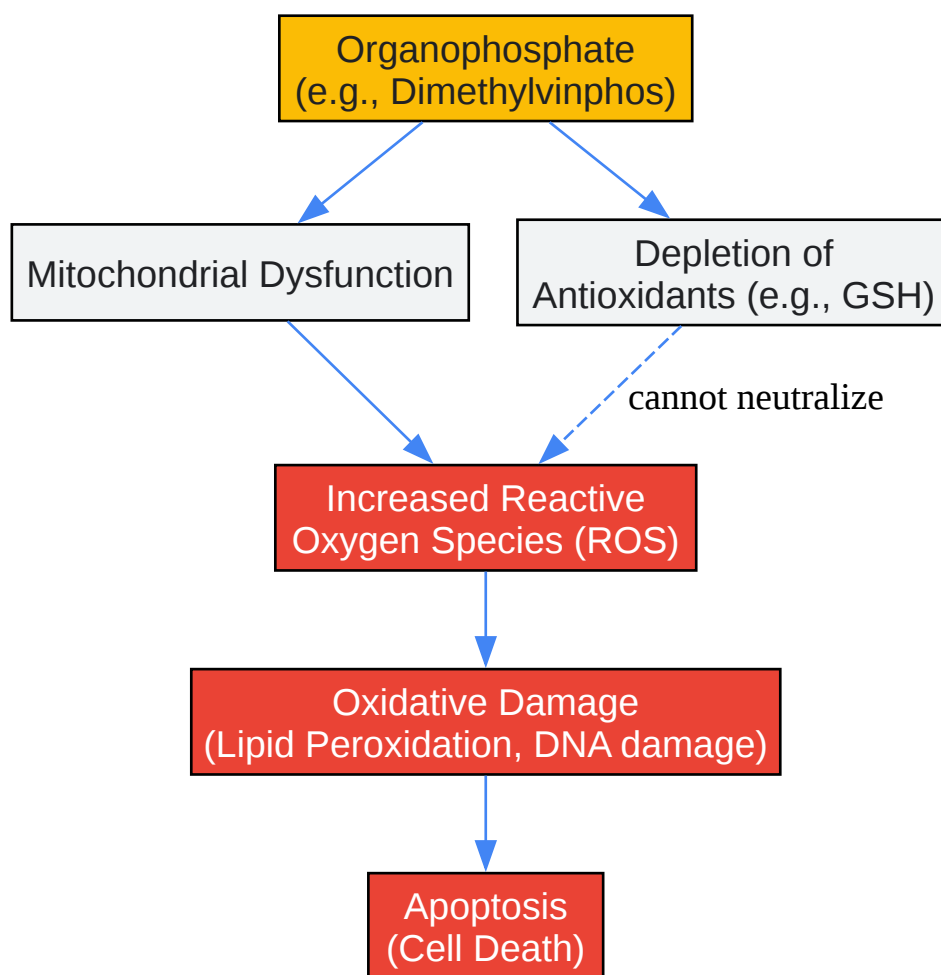 Organophosphate
(e.g., Dimethylvinphos)
Mitochondrial Dysfunction
Depletion of
Antioxidants (e.g., GSH)
cannot neutralize
Increased Reactive
Oxygen Species (ROS)
Oxidative Damage
(Lipid Peroxidation, DNA damage)
Apoptosis
(Cell Death)